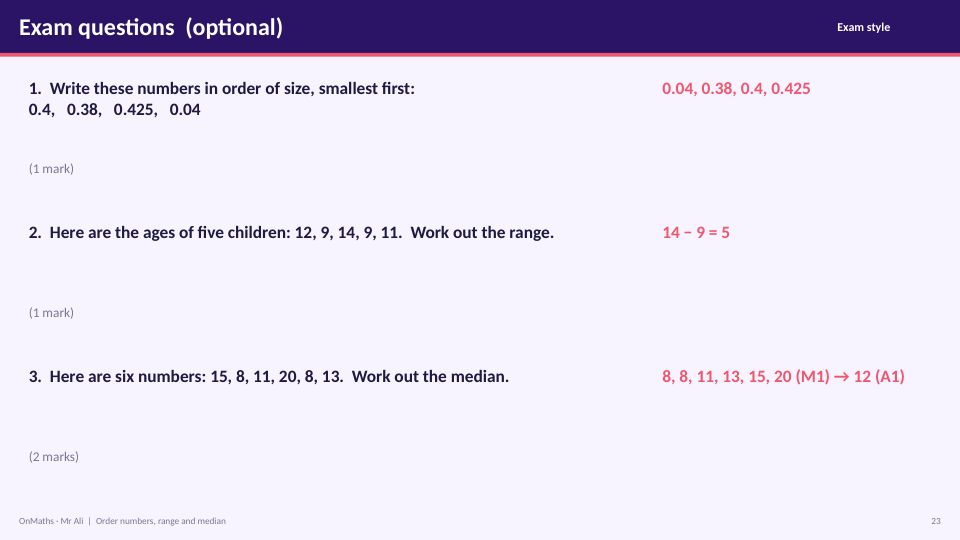 Exam questions  (optional)
Exam style
1.  Write these numbers in order of size, smallest first:
0.04, 0.38, 0.4, 0.425
0.4,   0.38,   0.425,   0.04
(1 mark)
2.  Here are the ages of five children: 12, 9, 14, 9, 11.  Work out the range.
14 − 9 = 5
(1 mark)
3.  Here are six numbers: 15, 8, 11, 20, 8, 13.  Work out the median.
8, 8, 11, 13, 15, 20 (M1) → 12 (A1)
(2 marks)
OnMaths - Mr Ali  |  Order numbers, range and median
23